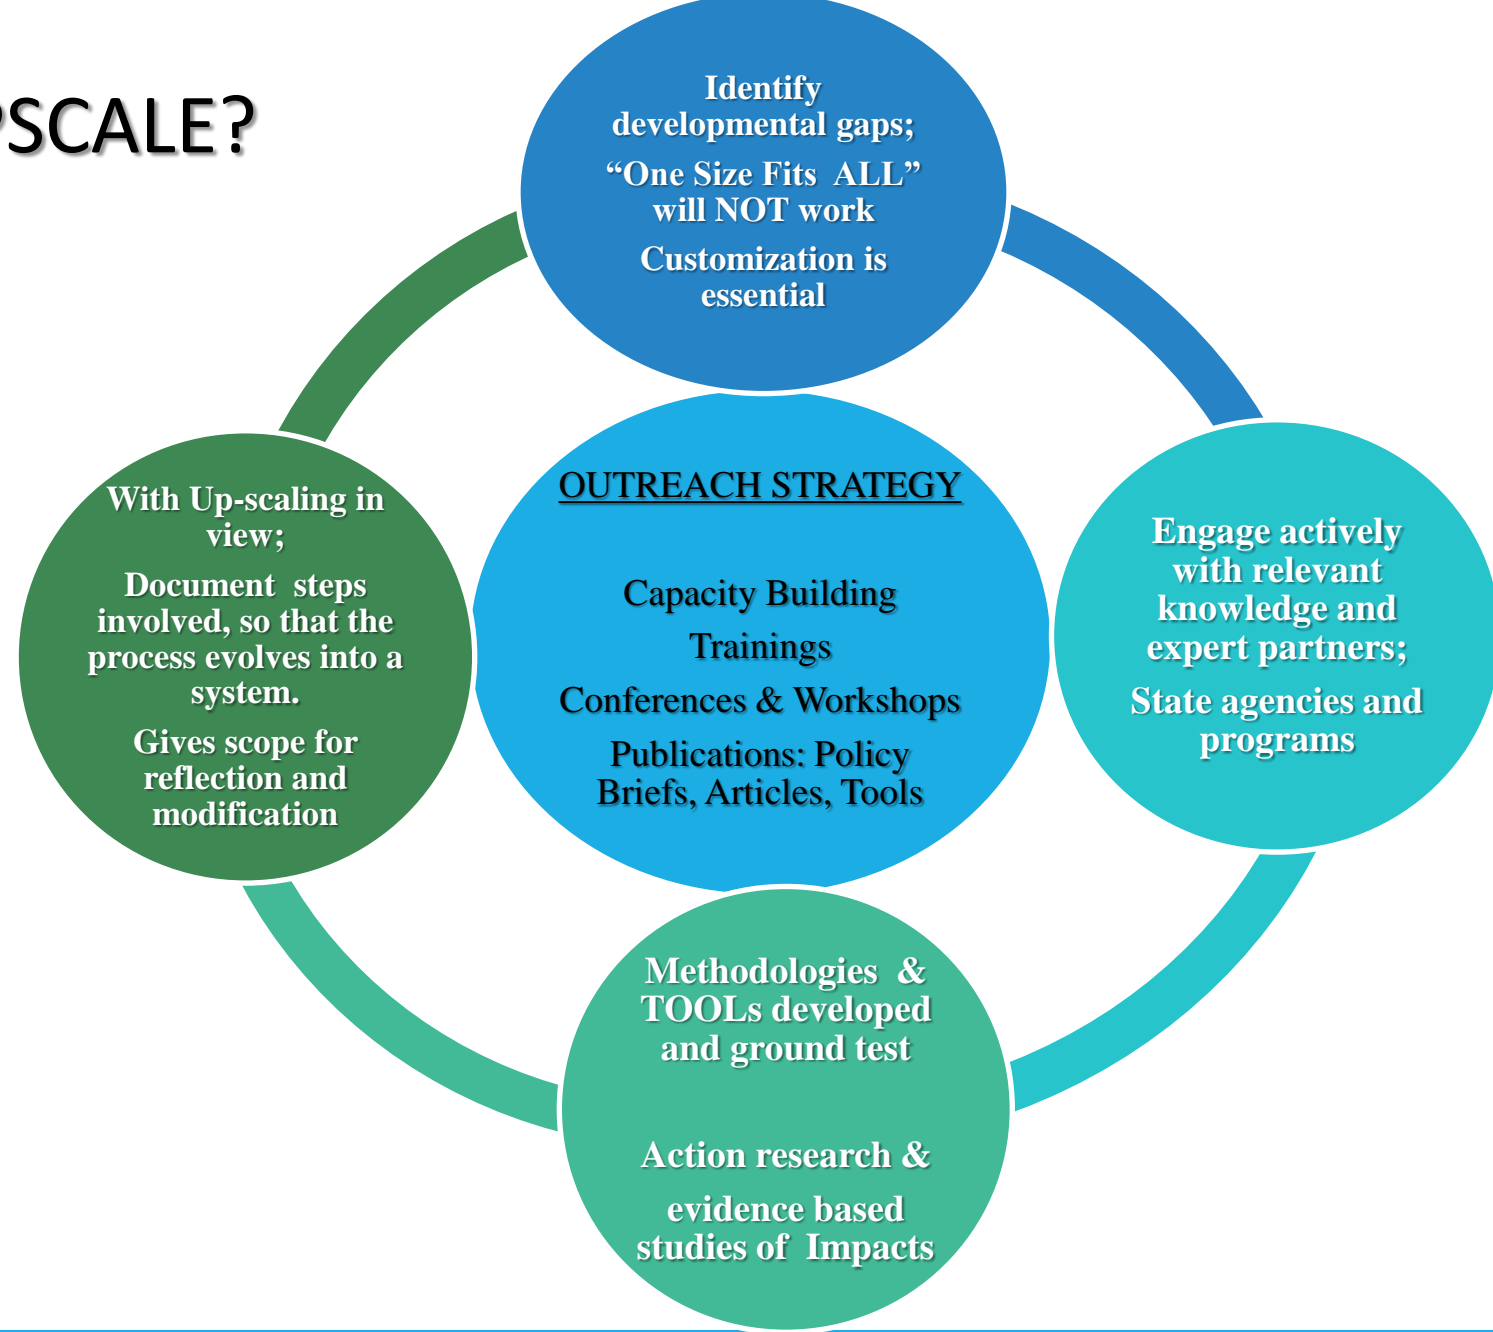 PSCALE?
Identify
developmental gaps;
“One Size Fits ALL”
will NOT work
Customization is
essential
With Up-scaling in
view;
Document steps
involved, so that the
process evolves into a
system.
Gives scope for
reflection and
modification
OUTREACH STRATEGY
Capacity Building
Trainings
Conferences & Workshops
Publications: Policy
Briefs, Articles, Tools
Engage actively
with relevant
knowledge and
expert partners;
State agencies and
programs
Methodologies &
TOOLs developed
and ground test
Action research &
evidence based
studies of Impacts